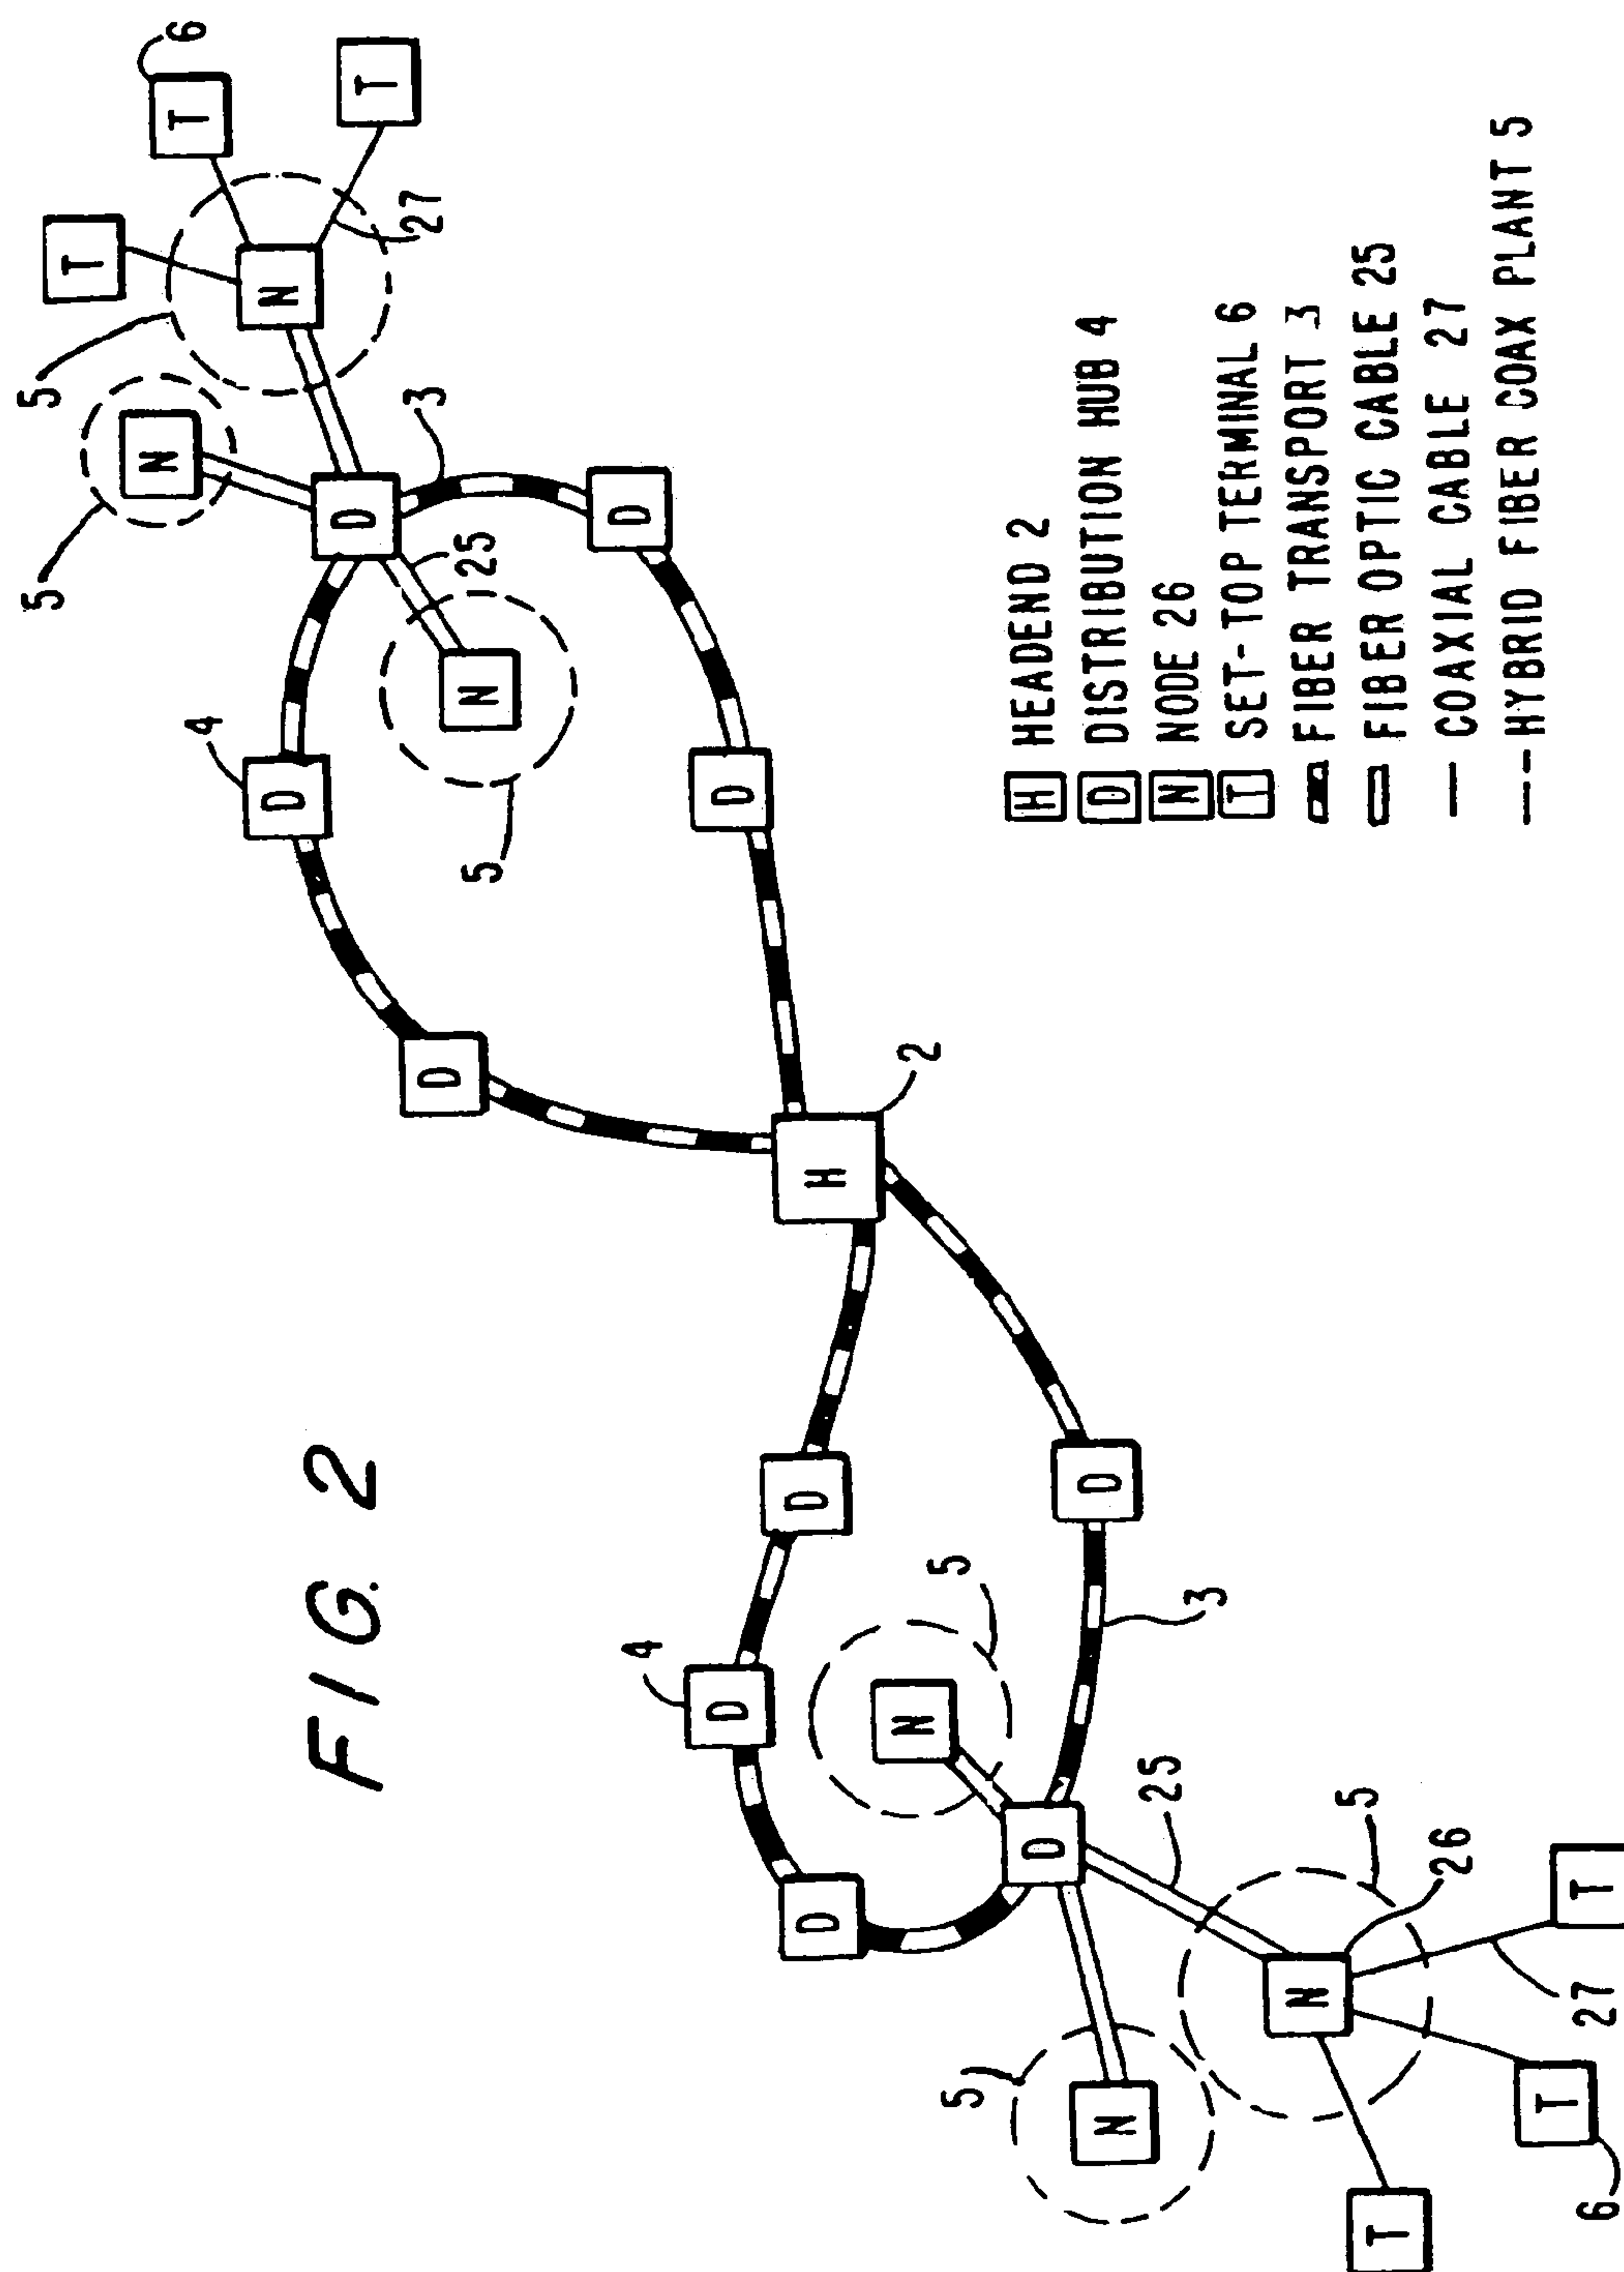 FIG. 2
T
6
T
T
5
N
27
5
N
3
D
25
D
4
D
N
5
D
5
D
H
2
D
D
4
D
5
N
3
D
D
25
5
26
N
5
N
27
T
T
6
T
H HEADEND 2
D DISTRIBUTION HUB 4
N NODE 26
T SET-TOP TERMINAL 6
FIBER TRANSPORT 3
FIBER OPTIC CABLE 25
COAXIAL CABLE 27
HYBRID FIBER COAX PLANT 5